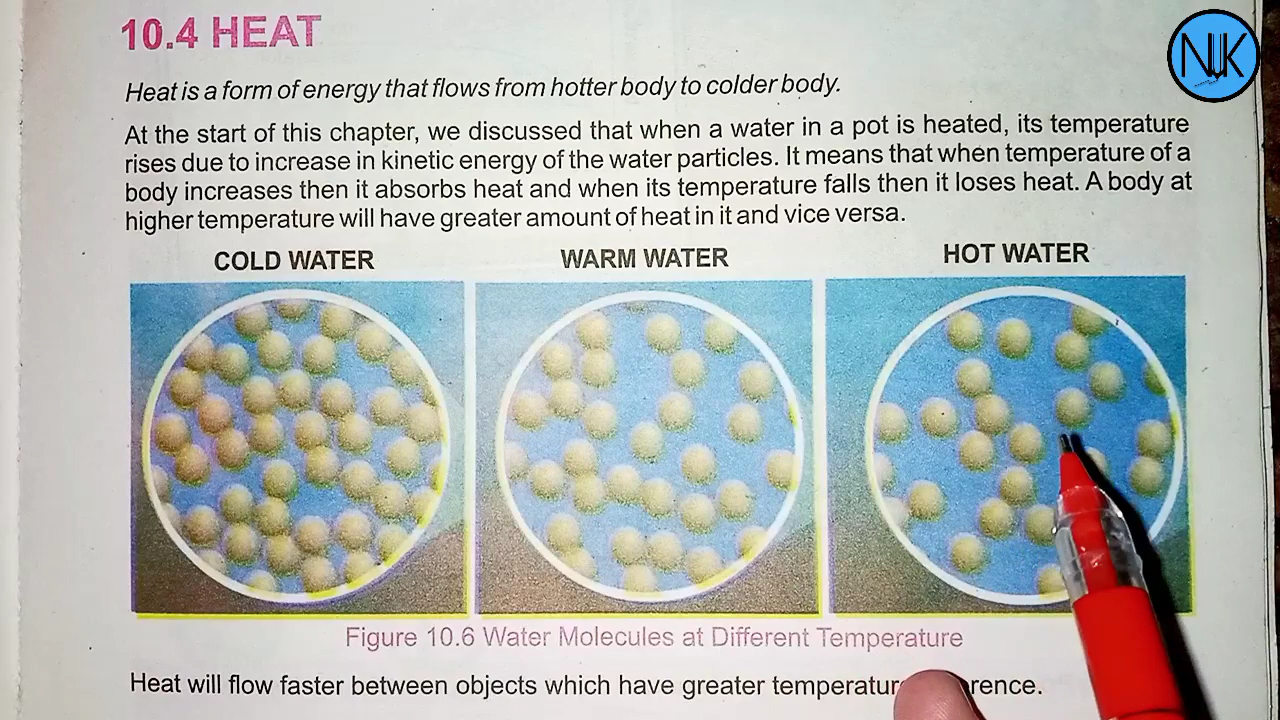 10.4 HEAT
NK
Heat is a form of energy that flows from hotter body to colder body.
At the start of this chapter, we discussed that when a water in a pot is heated, its temperature
rises due to increase in kinetic energy of the water particles. It means that when temperature of a
body increases then it absorbs heat and when its temperature falls then it loses heat. A body at
higher temperature will have greater amount of heat in it and vice versa.
COLD WATER
WARM WATER
HOT WATER
Figure 10.6 Water Molecules at Different Temperature
Heat will flow faster between objects which have greater